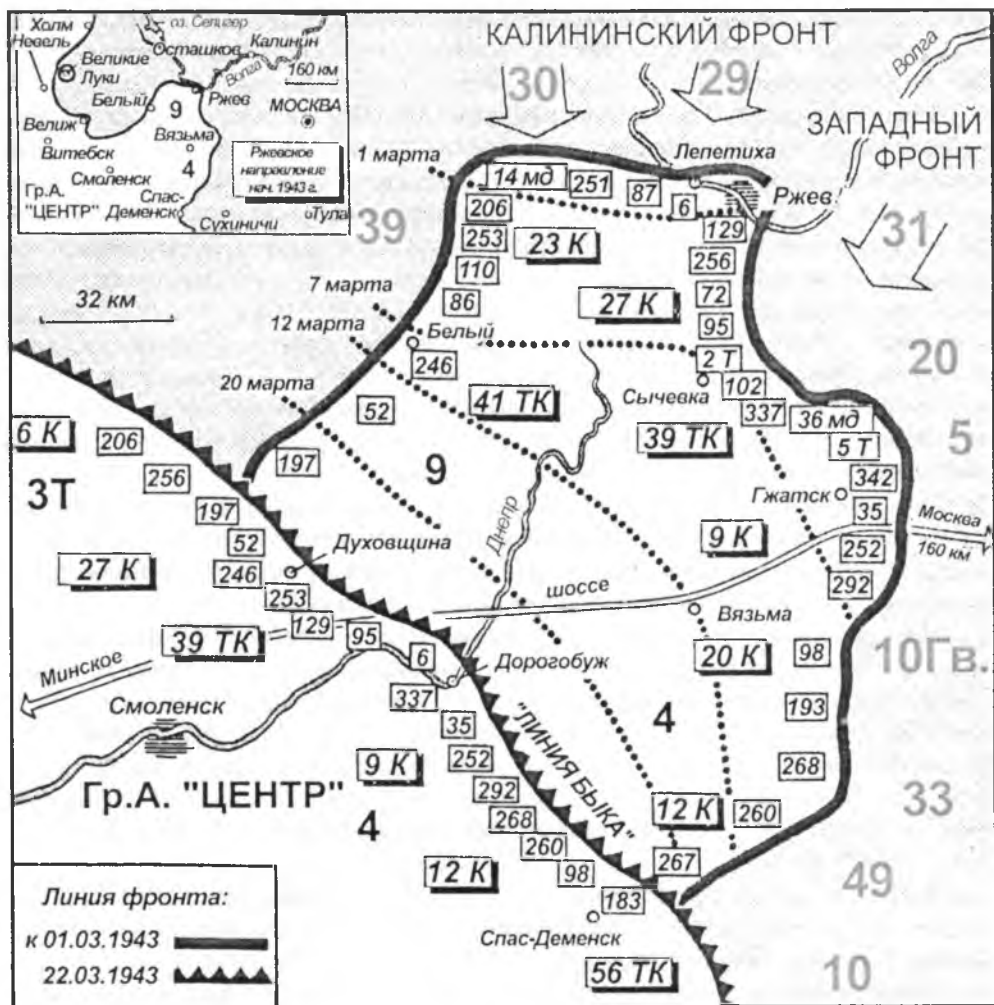 Холм
Невель
оз. Селигер
Осташков
Калинин
Великие
Луки
Волга
160 км
Белый
9
Ржев
МОСКВА
Велиж
Вязьма
Витебск
4
Смоленск
Ржевское
направление
нач. 1943 г.
Гр.А.
"ЦЕНТР"
Спас-
Деменск
Сухиничи
Тула
КАЛИНИНСКИЙ ФРОНТ
30
29
Волга
ЗАПАДНЫЙ
ФРОНТ
1 марта
Лепетиха
14 мд
251
87
6
Ржев
39
206
129
31
253
23 К
256
110
7 марта
27 К
72
86
32 км
95
12 марта
Белый
246
2 Т
20
20 марта
52
41 ТК
Сычевка
102
337
36 мд
6 К
206
39 ТК
5 Т
5
197
9
342
256
Гжатск
3Т
35
197
Днепр
9 К
Москва
160 км
52
Духовщина
252
27 К
246
292
253
шоссе
Вязьма
129
39 ТК
95
6
20 К
98
10Гв.
Минское
Дорогобуж
337
193
Смоленск
35
4
"ЛИНИЯ БЫКА"
9 К
252
268
Гр.А. "ЦЕНТР"
292
33
4
268
12 К
260
260
12 К
98
267
49
183
Линия фронта:
к 01.03.1943
22.03.1943
Спас-Деменск
56 ТК
10